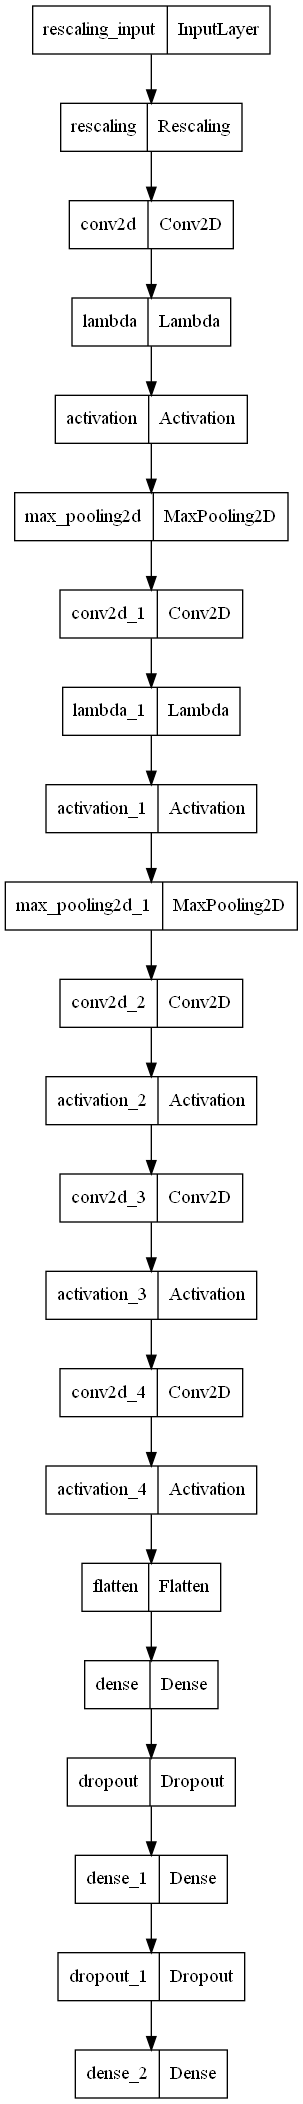 rescaling_input InputLayer
rescaling Rescaling
conv2d Conv2D
lambda Lambda
activation Activation
max_pooling2d MaxPooling2D
conv2d_1 Conv2D
lambda_1 Lambda
activation_1 Activation
max_pooling2d_1 MaxPooling2D
conv2d_2 Conv2D
activation_2 Activation
conv2d_3 Conv2D
activation_3 Activation
conv2d_4 Conv2D
activation_4 Activation
flatten Flatten
dense Dense
dropout Dropout
dense_1 Dense
dropout_1 Dropout
dense_2 Dense